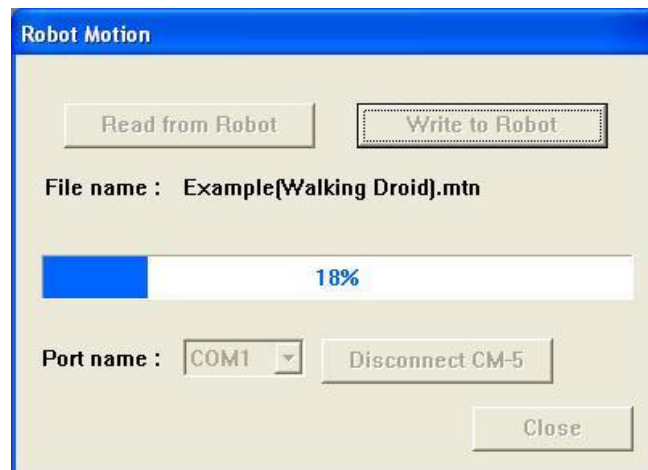 Robot Motion
Read from Robot Write to Robot
File name : Example(Walking Droid).mtn
18%
Port name : COM1 Disconnect CM-5
Close